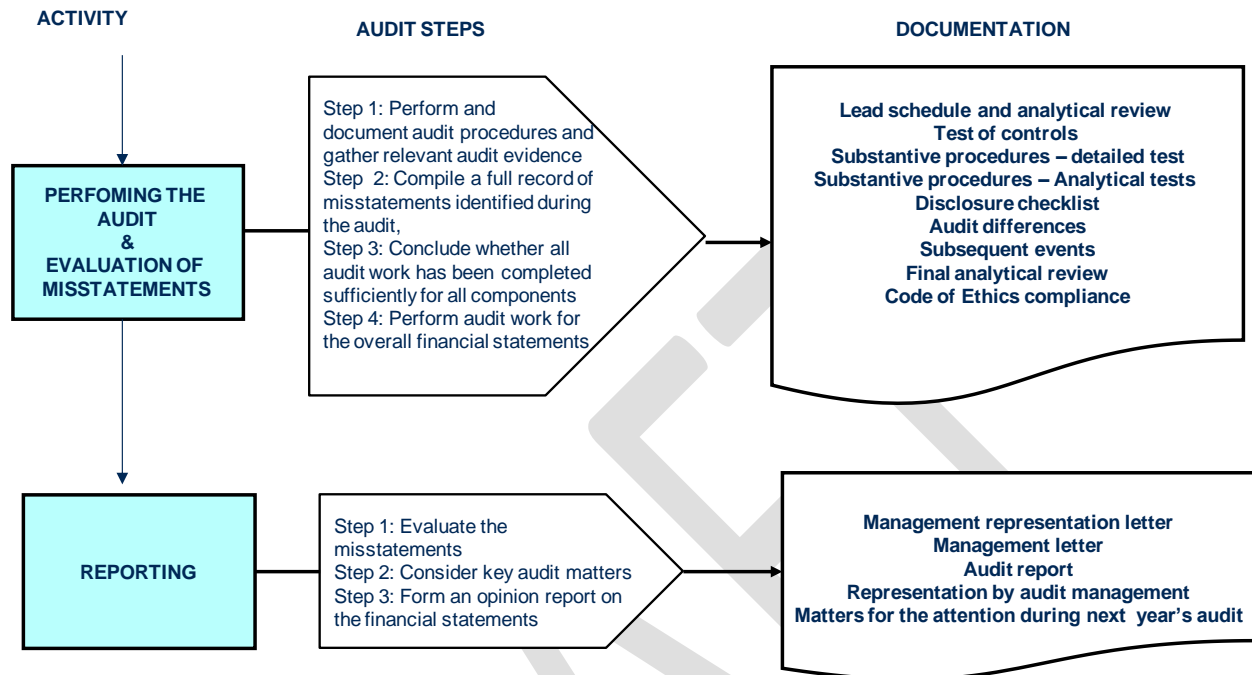 ACTIVITY
AUDIT STEPS
DOCUMENTATION
PERFOMING THE
AUDIT
&
EVALUATION OF
MISSTATEMENTS
Step 1: Perform and
document audit procedures and
gather relevant audit evidence
Step 2: Compile a full record of
misstatements identified during
the audit,
Step 3: Conclude whether all
audit work has been completed
sufficiently for all components
Step 4: Perform audit work for
the overall financial statements
Lead schedule and analytical review
Test of controls
Substantive procedures – detailed test
Substantive procedures – Analytical tests
Disclosure checklist
Audit differences
Subsequent events
Final analytical review
Code of Ethics compliance
REPORTING
Step 1: Evaluate the
misstatements
Step 2: Consider key audit matters
Step 3: Form an opinion report on
the financial statements
Management representation letter
Management letter
Audit report
Representation by audit management
Matters for the attention during next year's audit